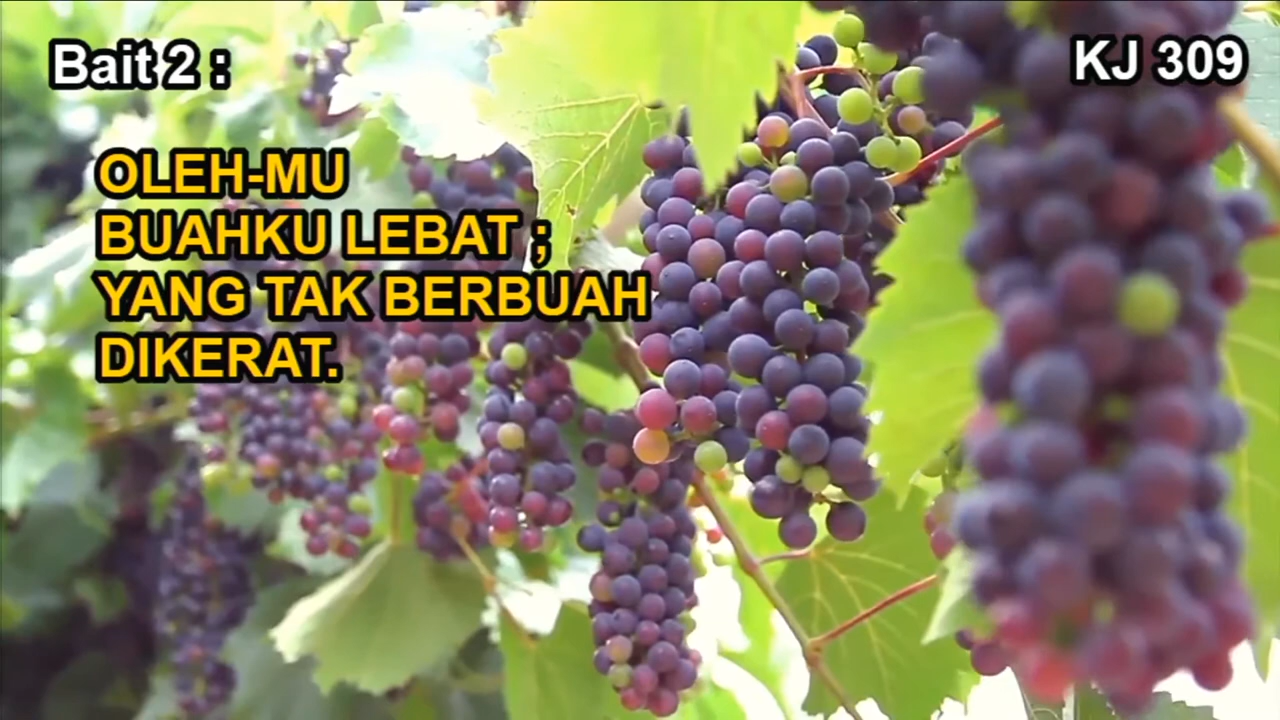 Bait 2 :
KJ 309
OLEH-MU
BUAHKU LEBAT ;
YANG TAK BERBUAH
DIKERAT.